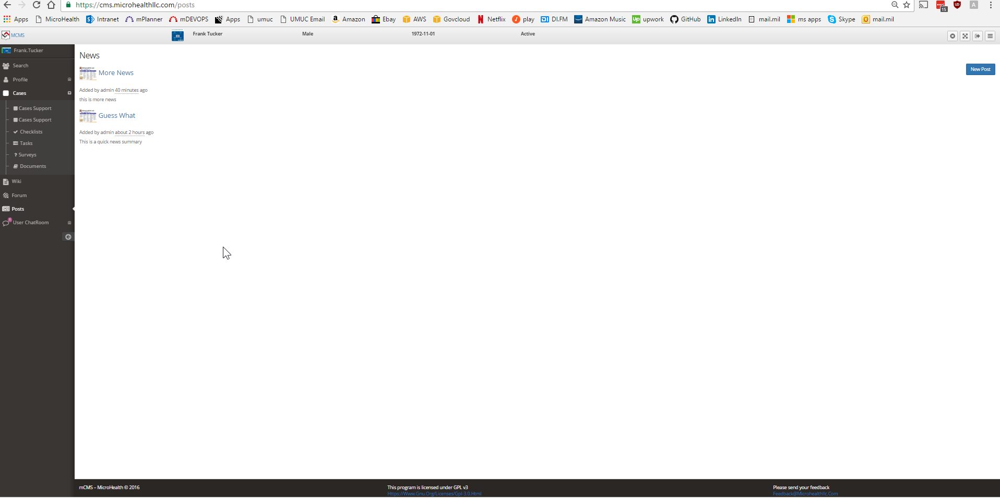 https://cms.microhealthllc.com/posts
15
A
Apps MicroHealth Intranet mPlanner mDEVOPS Apps umuc UMUC Email Amazon Ebay AWS Govcloud Netflix play DI.FM Amazon Music upwork GitHub LinkedIn mail.mil ms apps Skype mail.mil
MCMS
Frank Tucker Male 1972-11-01 Active
Frank.Tucker
Search
Profile
Cases
Cases Support
Cases Support
Checklists
Tasks
Surveys
Documents
Wiki
Forum
Posts
User ChatRoom
News
New Post
More News
Added by admin 40 minutes ago
this is more news
Guess What
Added by admin about 2 hours ago
This is a quick news summary
mCMS – MicroHealth © 2016
This program is licensed under GPL v3
Https://Www.Gnu.Org/Licenses/Gpl-3.0.Html
Please send your feedback
Feedback@Microhealthllc.Com